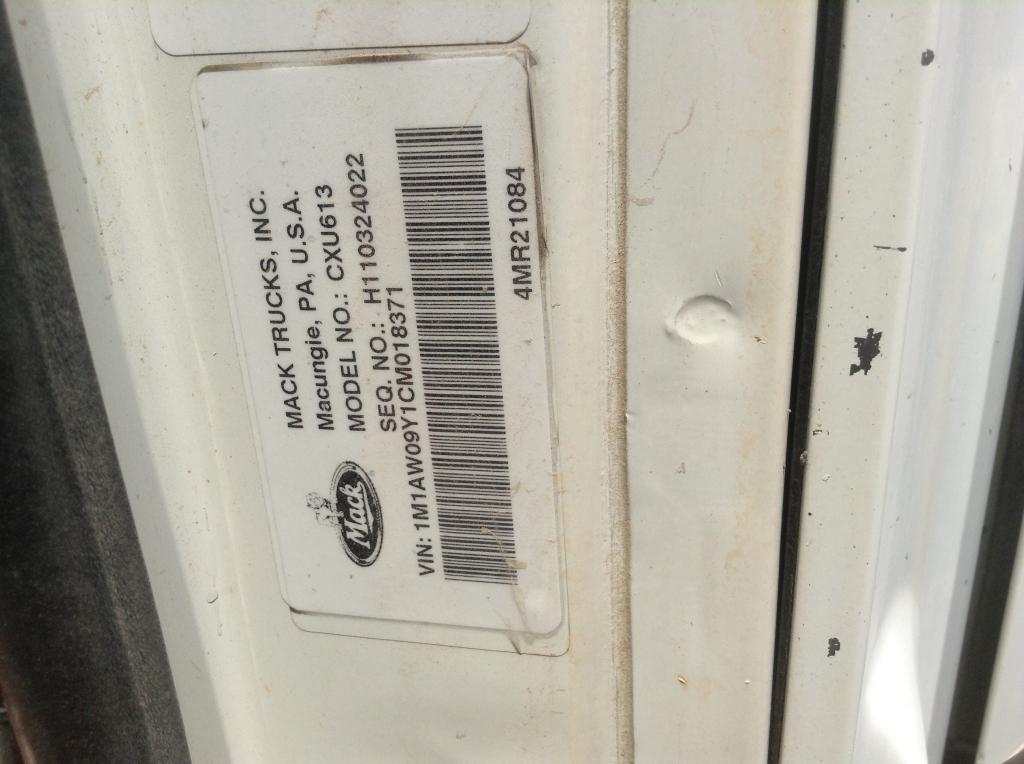 MACK TRUCKS, INC.
Macungie, PA, U.S.A.
MODEL NO.: CXU613
SEQ. NO.: H110324022
Mack
VIN: 1M1AW09Y1CM018371
4MR21084